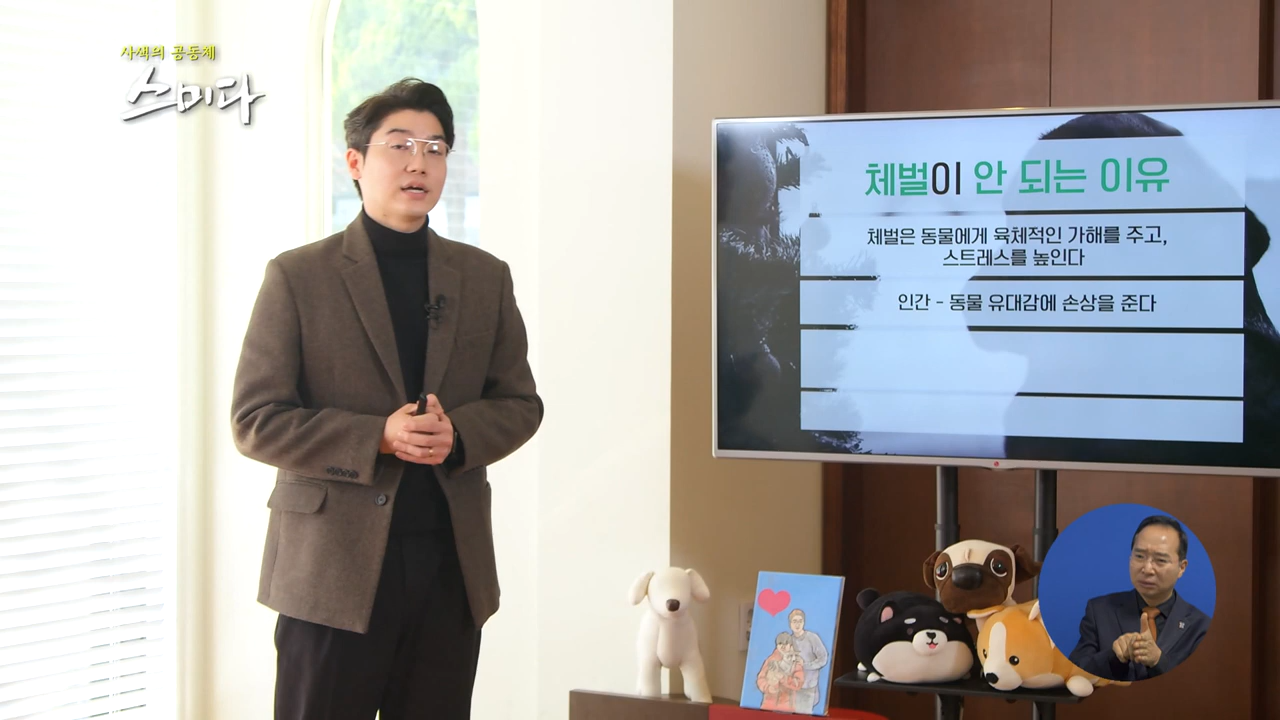 사색의 공동체
스미다
체벌이 안 되는 이유
체벌은 동물에게 육체적인 가해를 주고,
스트레스를 높인다
인간 - 동물 유대감에 손상을 준다